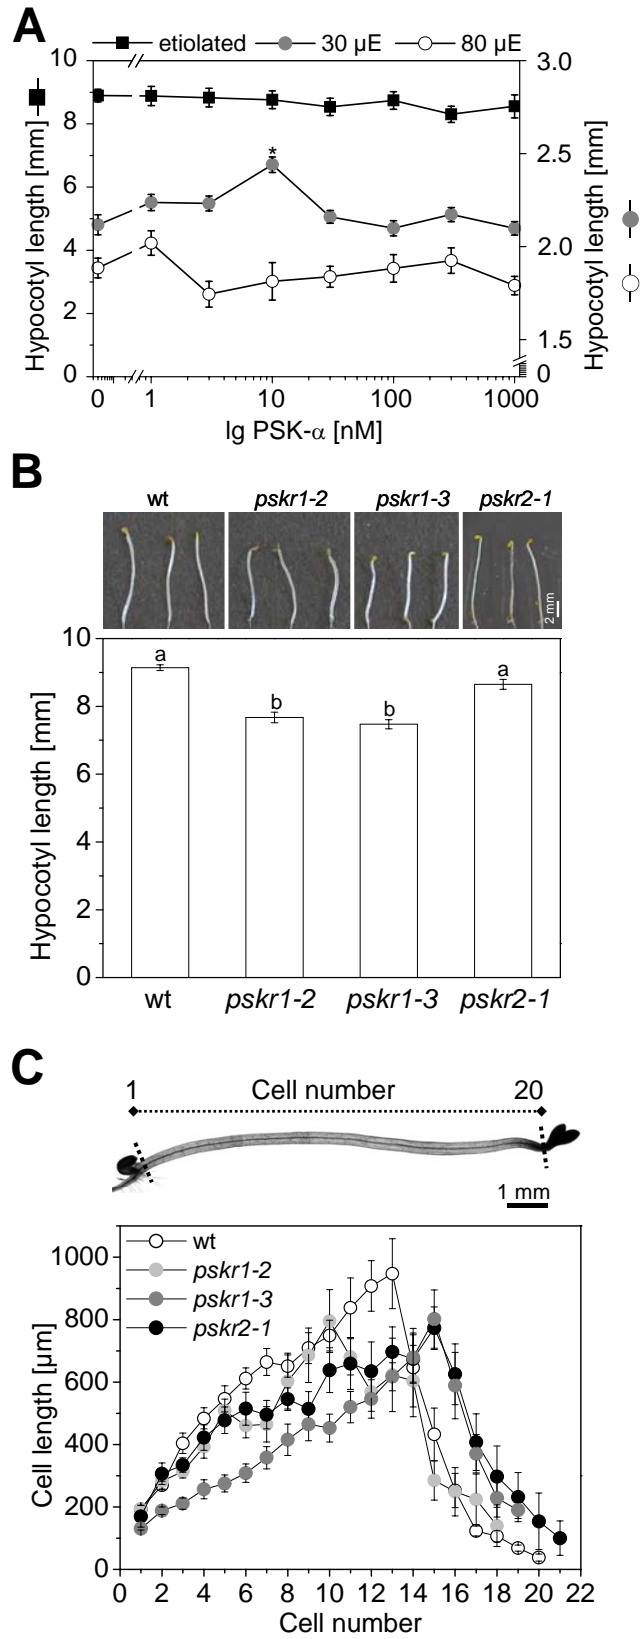 A
etiolated 30 µE 80 µE
10
8
6
4
2
0
Hypocotyl length [mm]
*
3.0
2.5
2.0
1.5
0
Hypocotyl length [mm]
0 1 10 100 1000
lg PSK-α [nM]
B
wt pskr1-2 pskr1-3 pskr2-1
2 mm
10
8
6
4
2
0
Hypocotyl length [mm]
a b b a
wt pskr1-2 pskr1-3 pskr2-1
C
1 Cell number 20
1 mm
wt
pskr1-2
pskr1-3
pskr2-1
1000
800
600
400
200
0
Cell length [µm]
0 2 4 6 8 10 12 14 16 18 20 22
Cell number